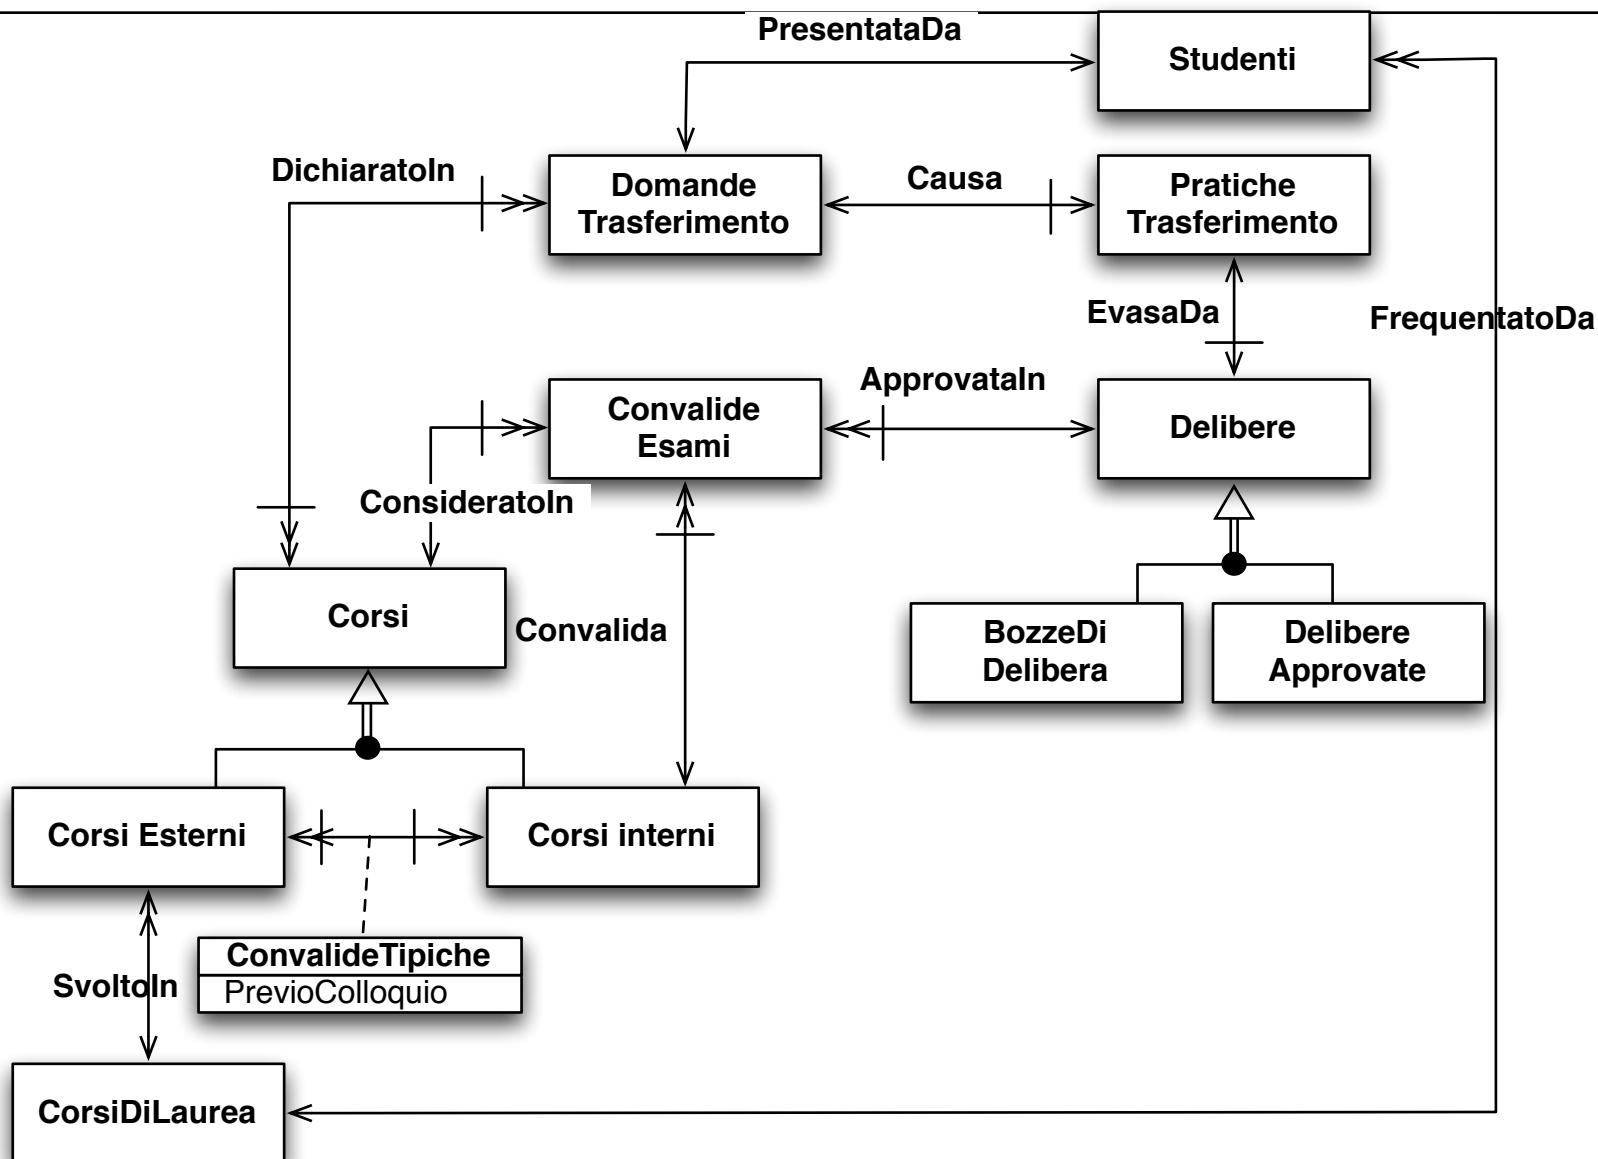 PresentataDa
Studenti
DichiaratoIn
Domande
Trasferimento
Causa
Pratiche
Trasferimento
EvasaDa
FrequentatoDa
Convalide
Esami
ApprovataIn
Delibere
ConsideratoIn
Corsi
Convalida
BozzeDi
Delibera
Delibere
Approvate
Corsi Esterni
Corsi interni
ConvalideTipiche
PrevioColloquio
SvoltoIn
CorsiDiLaurea